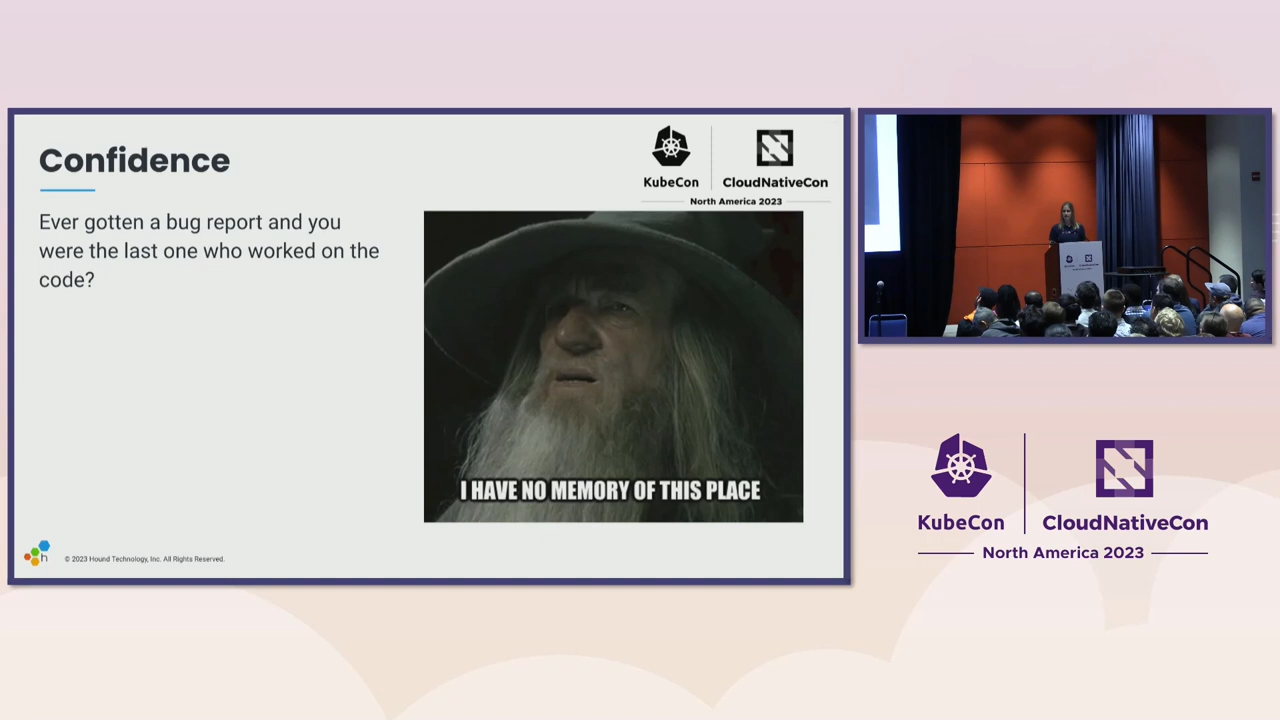 Confidence
Ever gotten a bug report and you
were the last one who worked on the
code?
KubeCon
CloudNativeCon
North America 2023
I HAVE NO MEMORY OF THIS PLACE
h
© 2023 Hound Technology, Inc. All Rights Reserved.
KubeCon
CloudNativeCon
North America 2023